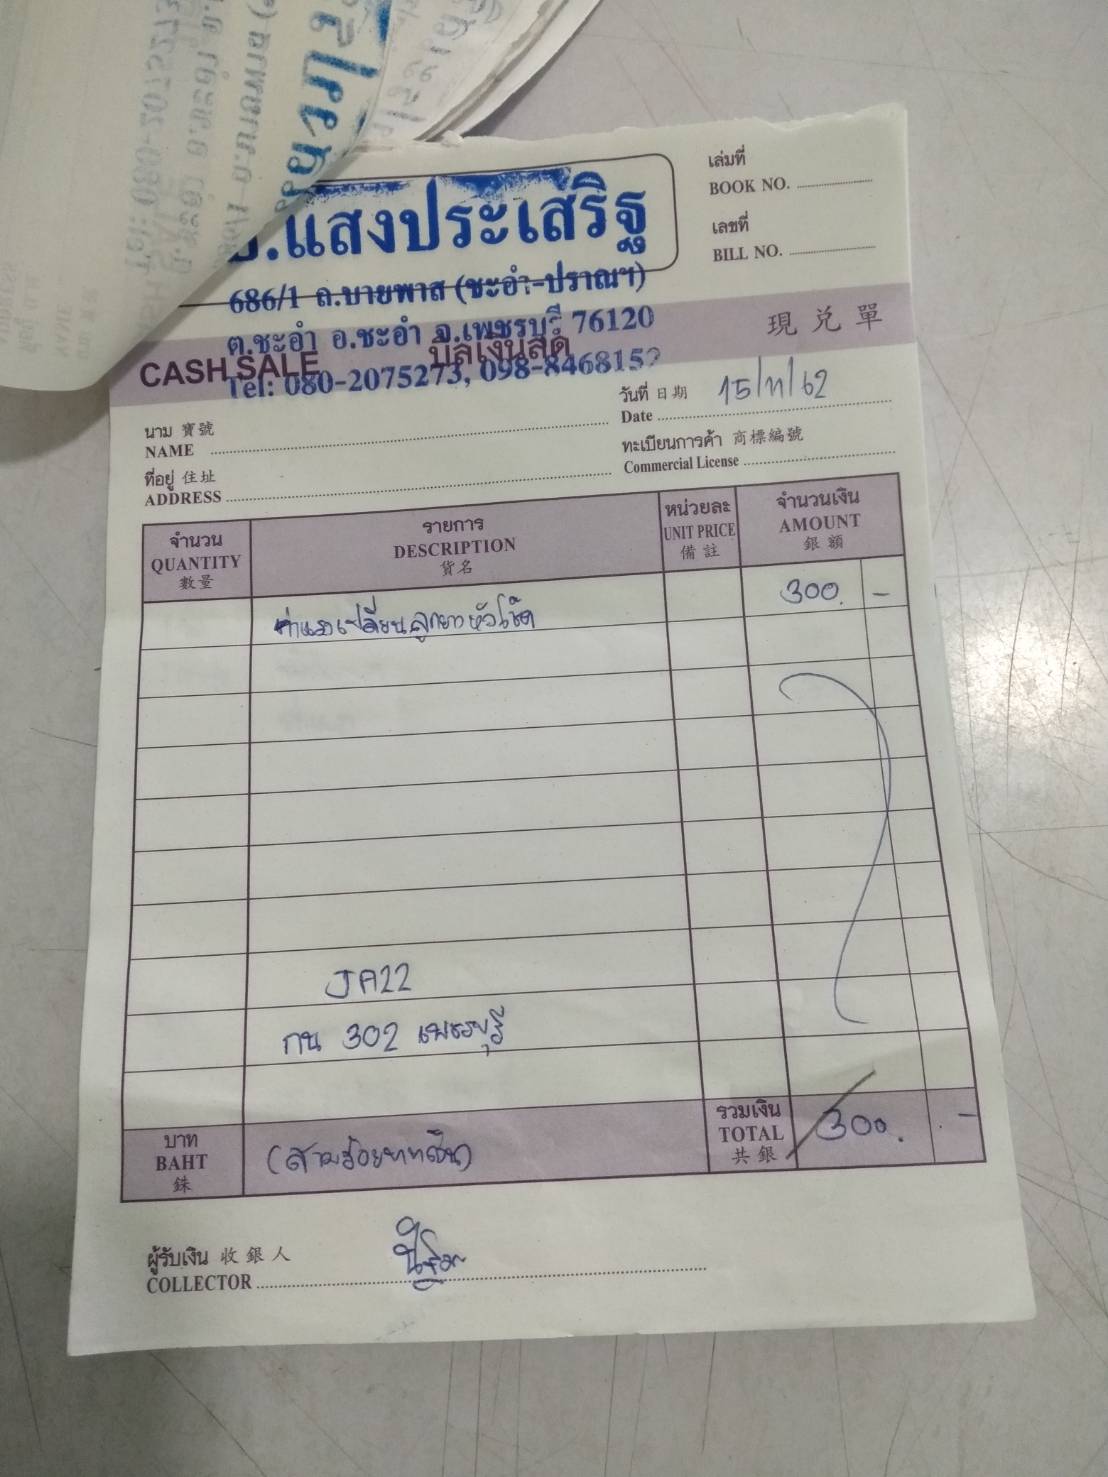 เล่มที่
BOOK NO.
เลขที่
BILL NO.
.แสงประเสริฐ
686/1 ถ.บายพาส (ชะอำ-ปราณฯ)
ต.ชะอำ อ.ชะอำ จ.เพชรบุรี 76120
Tel: 080-2075273, 098-8468152
CASH SALE บิลเงินสด 現兌單
วันที่ 日期 Date 15/11/62
นาม 寶號
NAME
ทะเบียนการค้า 商標編號
Commercial License
ที่อยู่ 住址
ADDRESS
จำนวน รายการ หน่วยละ จำนวนเงิน
QUANTITY DESCRIPTION UNIT PRICE AMOUNT
數量 貨名 備註 銀額
ค่าแรงเปลี่ยนลูกยางหัวโช๊ค 300. -
JA22
กน 302 เพชรบุรี
บาท รวมเงิน
BAHT (สามร้อยบาทถ้วน) TOTAL 300. -
銖 共銀
ผู้รับเงิน 收銀人
COLLECTOR